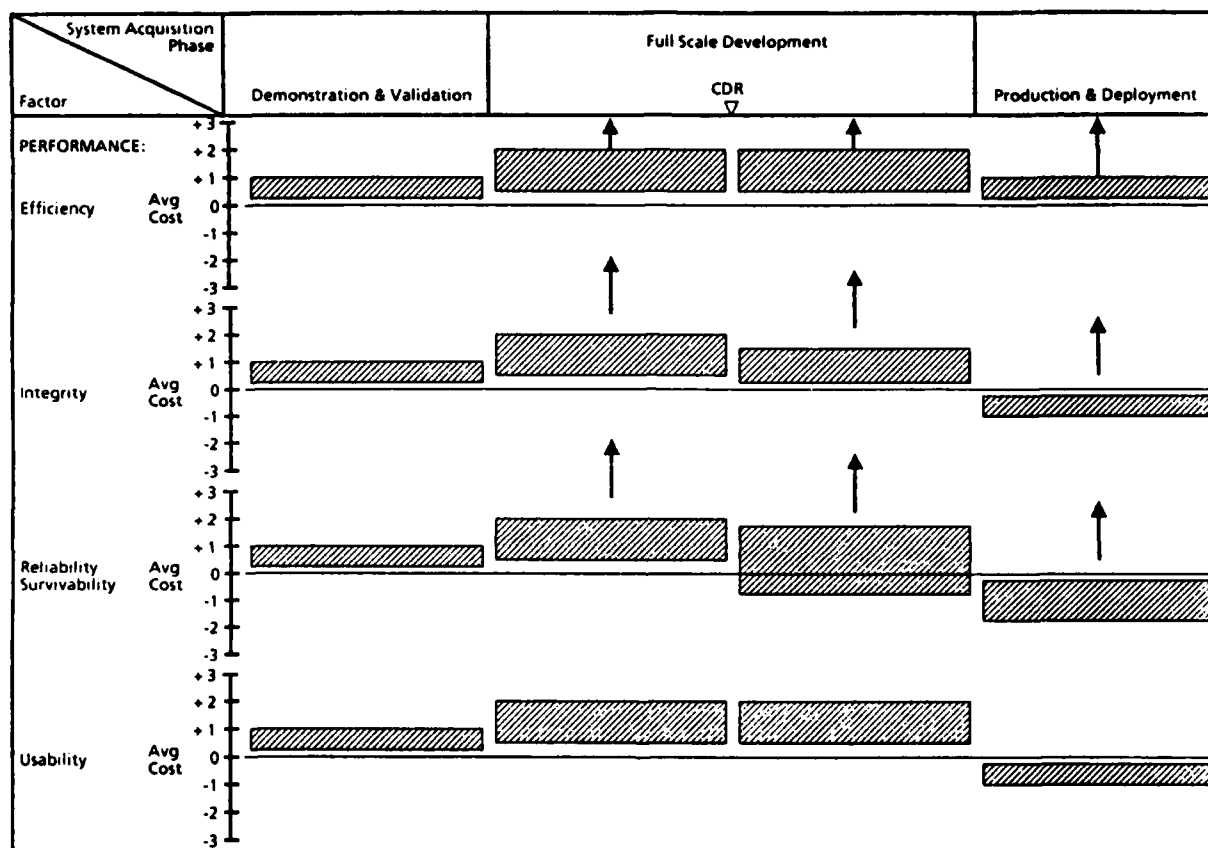 System Acquisition
Phase
Factor
Full Scale Development
Demonstration & Validation
CDR
Production & Deployment
PERFORMANCE:
Efficiency
Avg
Cost
+ 3
+ 2
+ 1
0
-1
-2
-3
Integrity
Avg
Cost
+ 3
+ 2
+ 1
0
-1
-2
-3
Reliability
Survivability
Avg
Cost
+ 3
+ 2
+ 1
0
-1
-2
-3
Usability
Avg
Cost
+ 3
+ 2
+ 1
0
-1
-2
-3